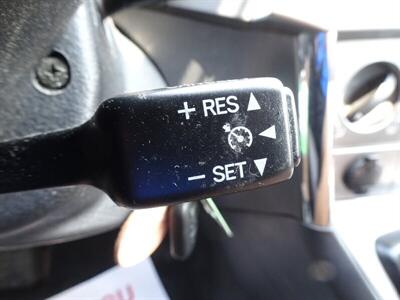 + RES ▲
− SET ▼